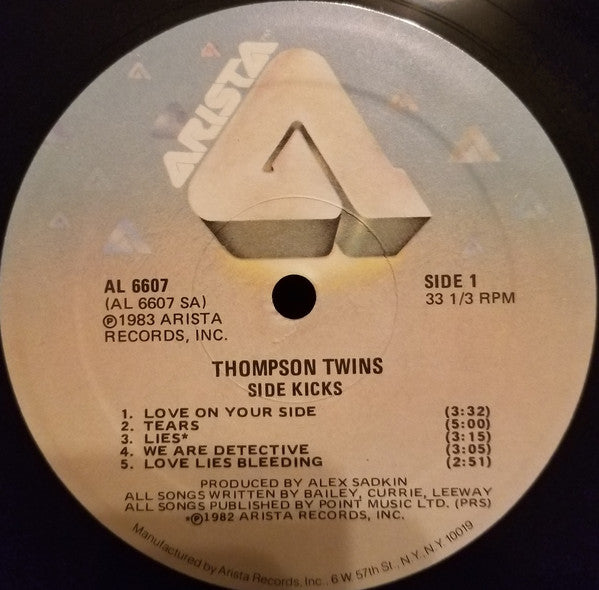 ARISTA
AL 6607
(AL 6607 SA)
℗1983 ARISTA
RECORDS, INC.
SIDE 1
33 1/3 RPM
THOMPSON TWINS
SIDE KICKS
1. LOVE ON YOUR SIDE (3:32)
2. TEARS (5:00)
3. LIES* (3:15)
4. WE ARE DETECTIVE (3:05)
5. LOVE LIES BLEEDING (2:51)
PRODUCED BY ALEX SADKIN
ALL SONGS WRITTEN BY BAILEY, CURRIE, LEEWAY
ALL SONGS PUBLISHED BY POINT MUSIC LTD. (PRS)
*℗1982 ARISTA RECORDS, INC.
Manufactured by Arista Records, Inc., 6 W. 57th St., N.Y., N.Y. 10019